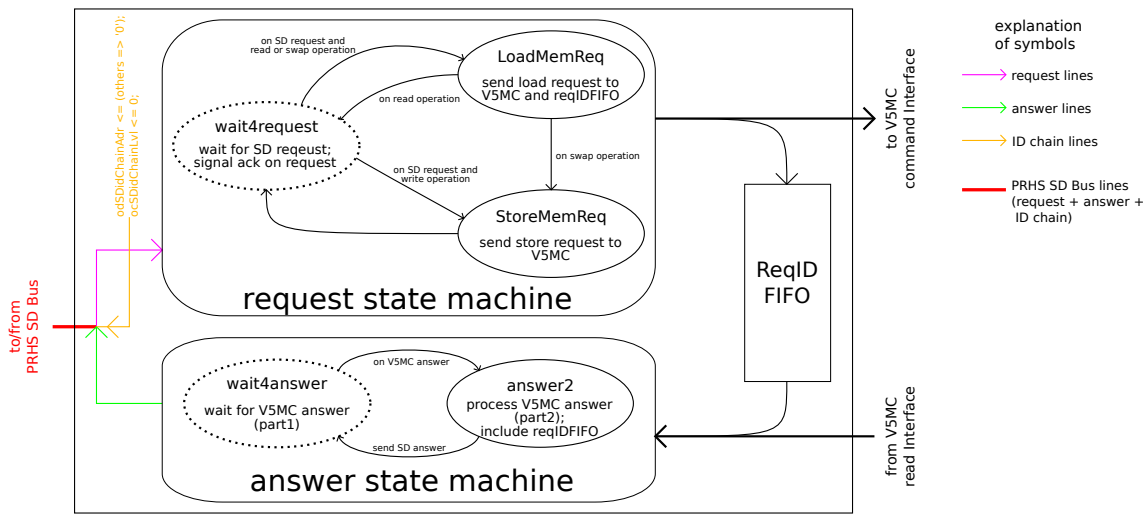 odSDIdChainAdr <= (others => '0');
ocSDIdChainLvl <= 0;
on SD request and
read or swap operation
LoadMemReq
send load request to
V5MC and reqIDFIFO
on read operation
wait4request
wait for SD reqeust;
signal ack on request
on SD request and
write operation
on swap operation
StoreMemReq
send store request to
V5MC
request state machine
to/from
PRHS SD Bus
wait4answer
wait for V5MC answer
(part1)
on V5MC answer
answer2
process V5MC answer
(part2);
include reqIDFIFO
send SD answer
answer state machine
ReqID
FIFO
to V5MC
command Interface
from V5MC
read Interface
explanation
of symbols
request lines
answer lines
ID chain lines
PRHS SD Bus lines
(request + answer +
ID chain)